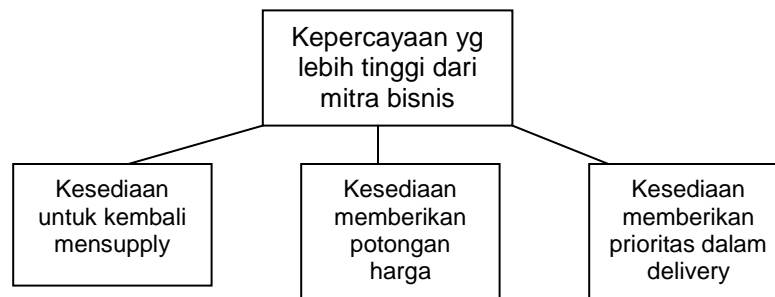 Kepercayaan yg
lebih tinggi dari
mitra bisnis
Kesediaan
untuk kembali
mensupply
Kesediaan
memberikan
potongan
harga
Kesediaan
memberikan
prioritas dalam
delivery